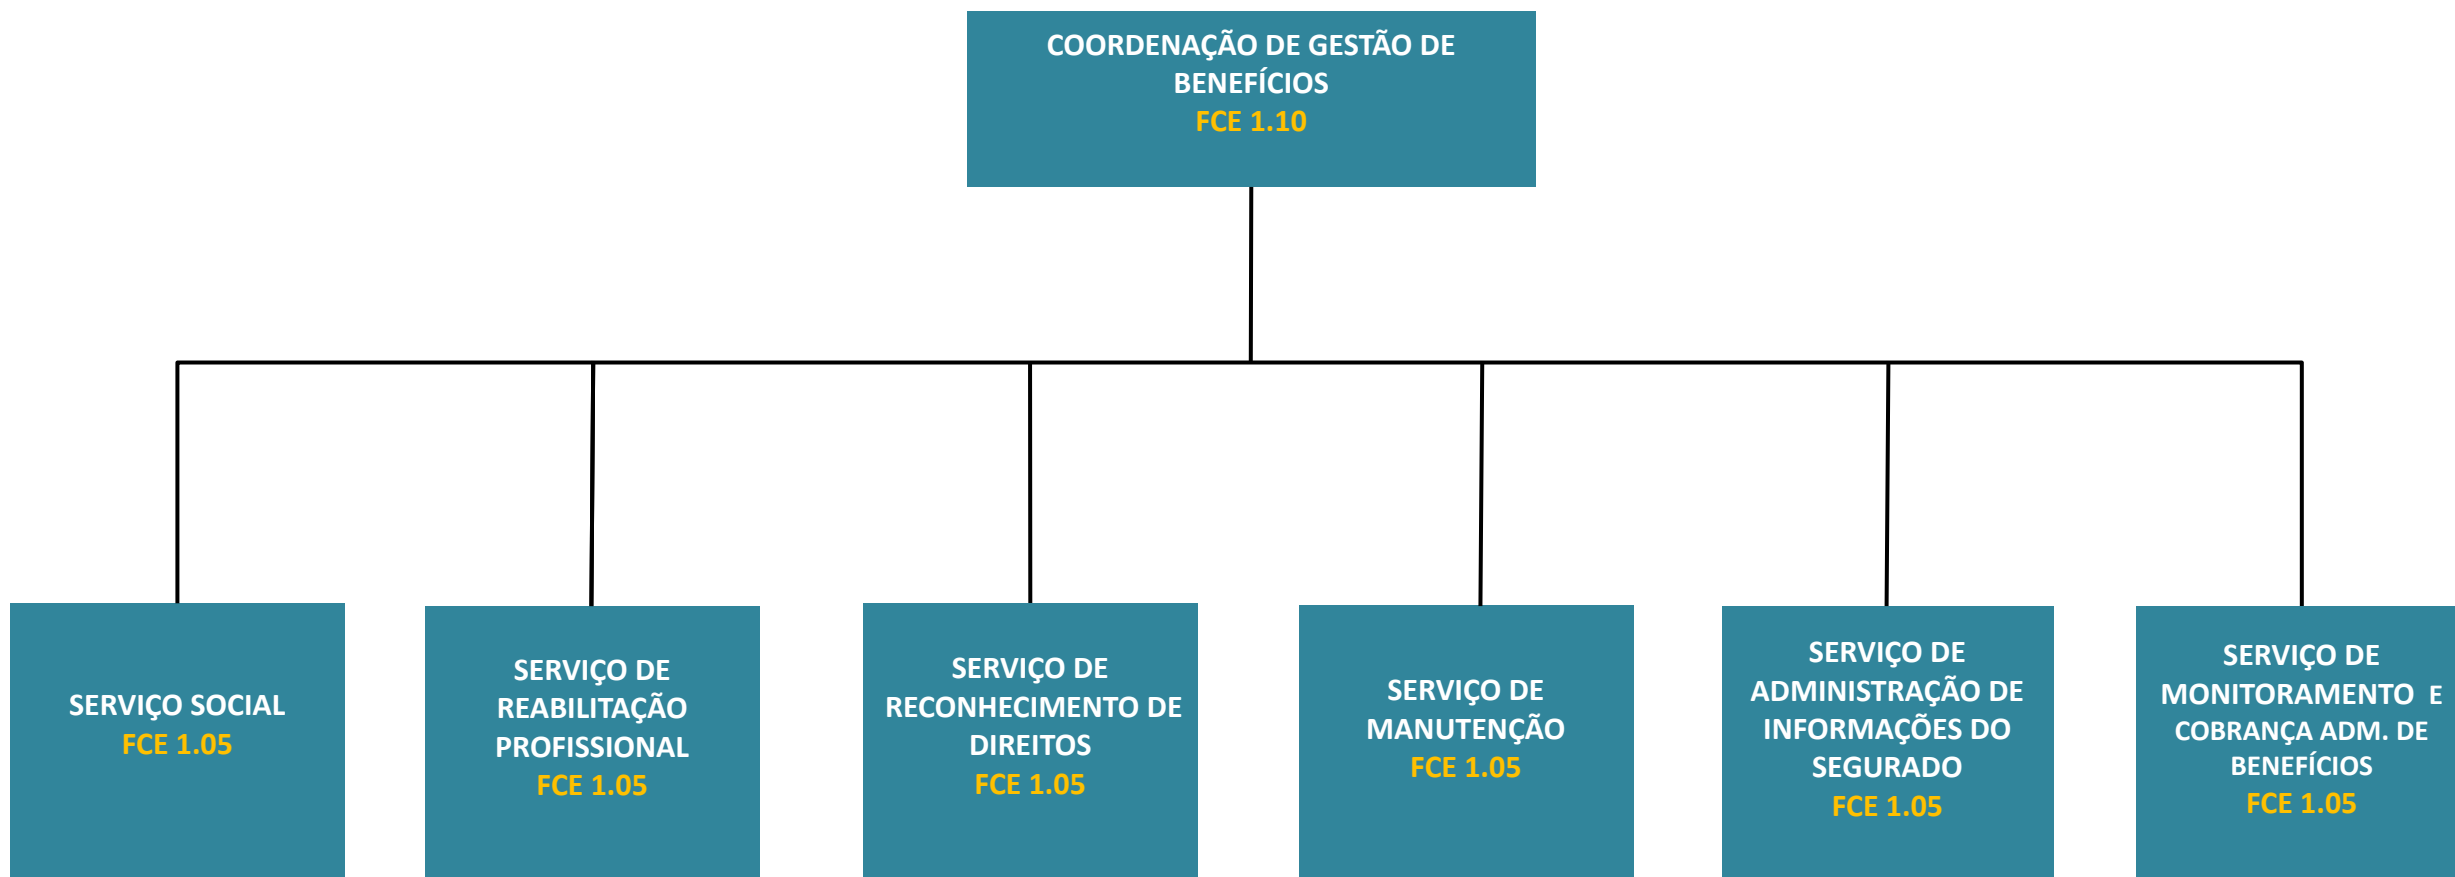 COORDENAÇÃO DE GESTÃO DE
BENEFÍCIOS
FCE 1.10
SERVIÇO SOCIAL
FCE 1.05
SERVIÇO DE
REABILITAÇÃO
PROFISSIONAL
FCE 1.05
SERVIÇO DE
RECONHECIMENTO DE
DIREITOS
FCE 1.05
SERVIÇO DE
MANUTENÇÃO
FCE 1.05
SERVIÇO DE
ADMINISTRAÇÃO DE
INFORMAÇÕES DO
SEGURADO
FCE 1.05
SERVIÇO DE
MONITORAMENTO E
COBRANÇA ADM. DE
BENEFÍCIOS
FCE 1.05